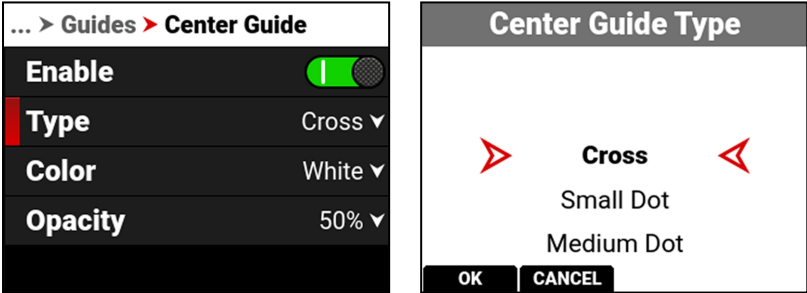 ... > Guides > Center Guide
Enable
Type Cross
Color White
Opacity 50%
Center Guide Type
Cross
Small Dot
Medium Dot
OK CANCEL